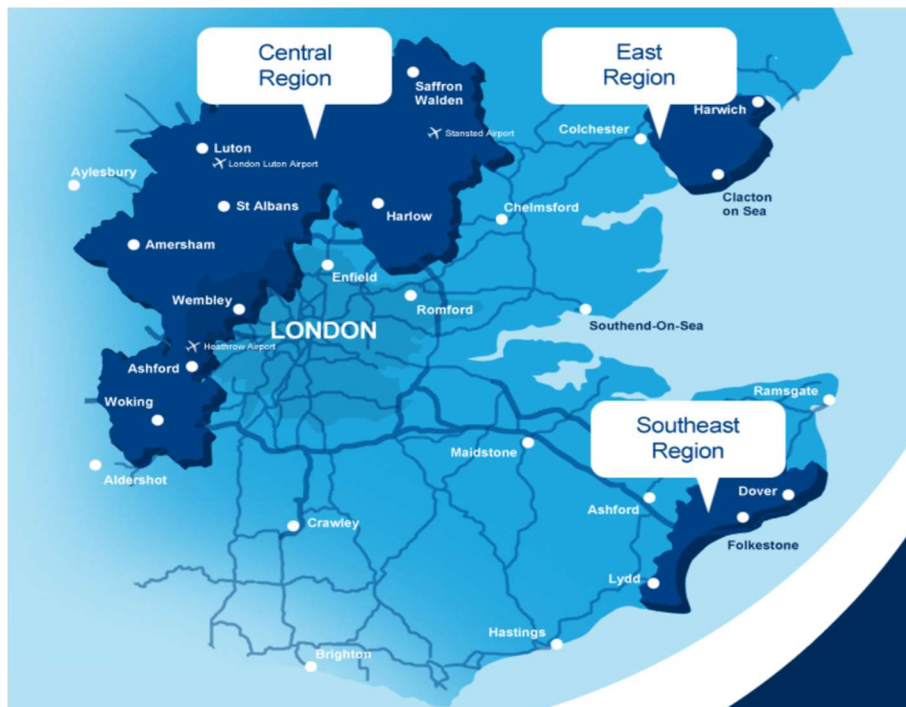 Central
Region
East
Region
Saffron
Walden
Harwich
Stansted Airport
Colchester
Luton
London Luton Airport
Aylesbury
Clacton
on Sea
St Albans
Harlow
Chelmsford
Amersham
Enfield
Wembley
Romford
Southend-On-Sea
LONDON
Heathrow Airport
Ashford
Woking
Ramsgate
Southeast
Region
Maidstone
Aldershot
Dover
Ashford
Crawley
Folkestone
Lydd
Hastings
Brighton